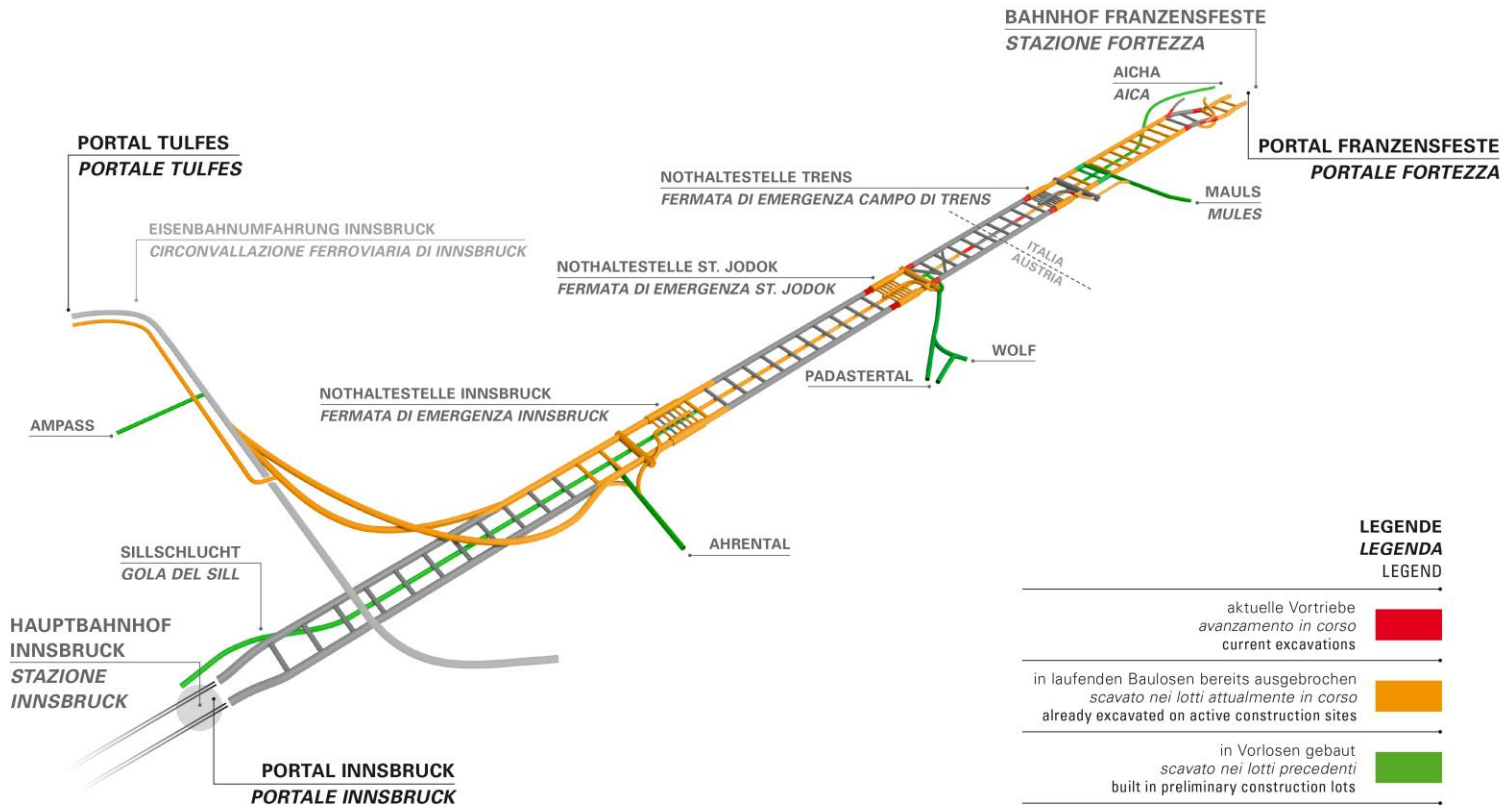 BAHNHOF FRANZENSFESTE
STAZIONE FORTEZZA
AICHA
AICA
PORTAL TULFES
PORTALE TULFES
PORTAL FRANZENSFESTE
PORTALE FORTEZZA
NOTHALTESTELLE TRENS
FERMATA DI EMERGENZA CAMPO DI TRENS
MAULS
MULES
EISENBAHNUMFAHRUNG INNSBRUCK
CIRCONVALLAZIONE FERROVIARIA DI INNSBRUCK
ITALIA
AUSTRIA
NOTHALTESTELLE ST. JODOK
FERMATA DI EMERGENZA ST. JODOK
WOLF
PADASTERTAL
NOTHALTESTELLE INNSBRUCK
FERMATA DI EMERGENZA INNSBRUCK
AMPASS
AHRENTAL
SILLSCHLUCHT
GOLA DEL SILL
HAUPTBAHNHOF
INNSBRUCK
STAZIONE
INNSBRUCK
PORTAL INNSBRUCK
PORTALE INNSBRUCK
LEGENDE
LEGENDA
LEGEND
aktuelle Vortriebe
avanzamento in corso
current excavations
in laufenden Baulosen bereits ausgebrochen
scavato nei lotti attualmente in corso
already excavated on active construction sites
in Vorlosen gebaut
scavato nei lotti precedenti
built in preliminary construction lots